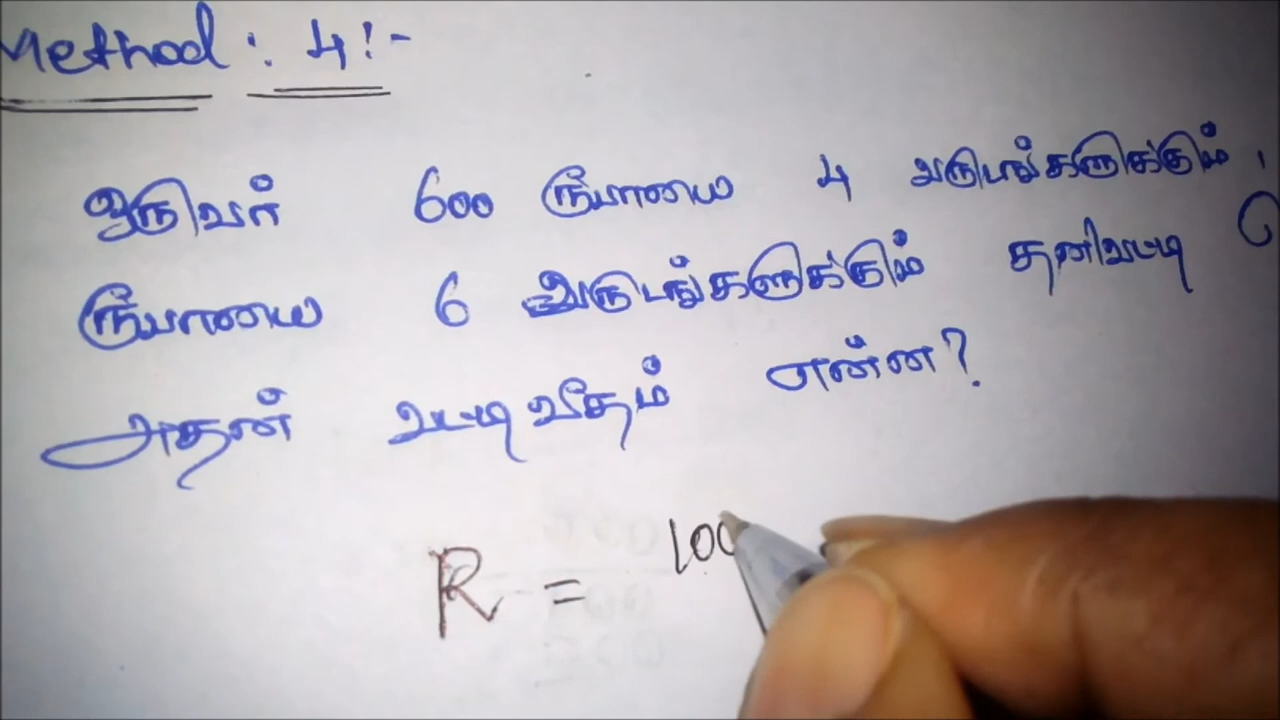 Method : 4 :-
ஒருவர் 600 ரூபாயை 4 வருடங்களுக்கும்,
ரூபாயை 6 வருடங்களுக்கும் தனிவட்டி
அதன் வட்டி வீதம் என்ன?
R = 100